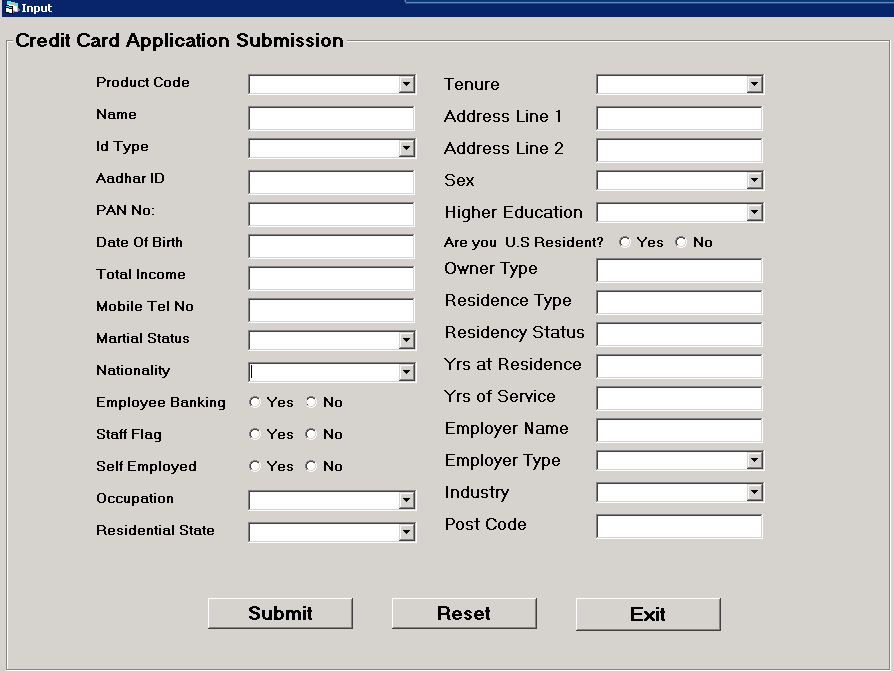 Input
Credit Card Application Submission
Product Code
Name
Id Type
Aadhar ID
PAN No:
Date Of Birth
Total Income
Mobile Tel No
Martial Status
Nationality
Employee Banking Yes No
Staff Flag Yes No
Self Employed Yes No
Occupation
Residential State
Tenure
Address Line 1
Address Line 2
Sex
Higher Education
Are you U.S Resident? Yes No
Owner Type
Residence Type
Residency Status
Yrs at Residence
Yrs of Service
Employer Name
Employer Type
Industry
Post Code
Submit Reset Exit